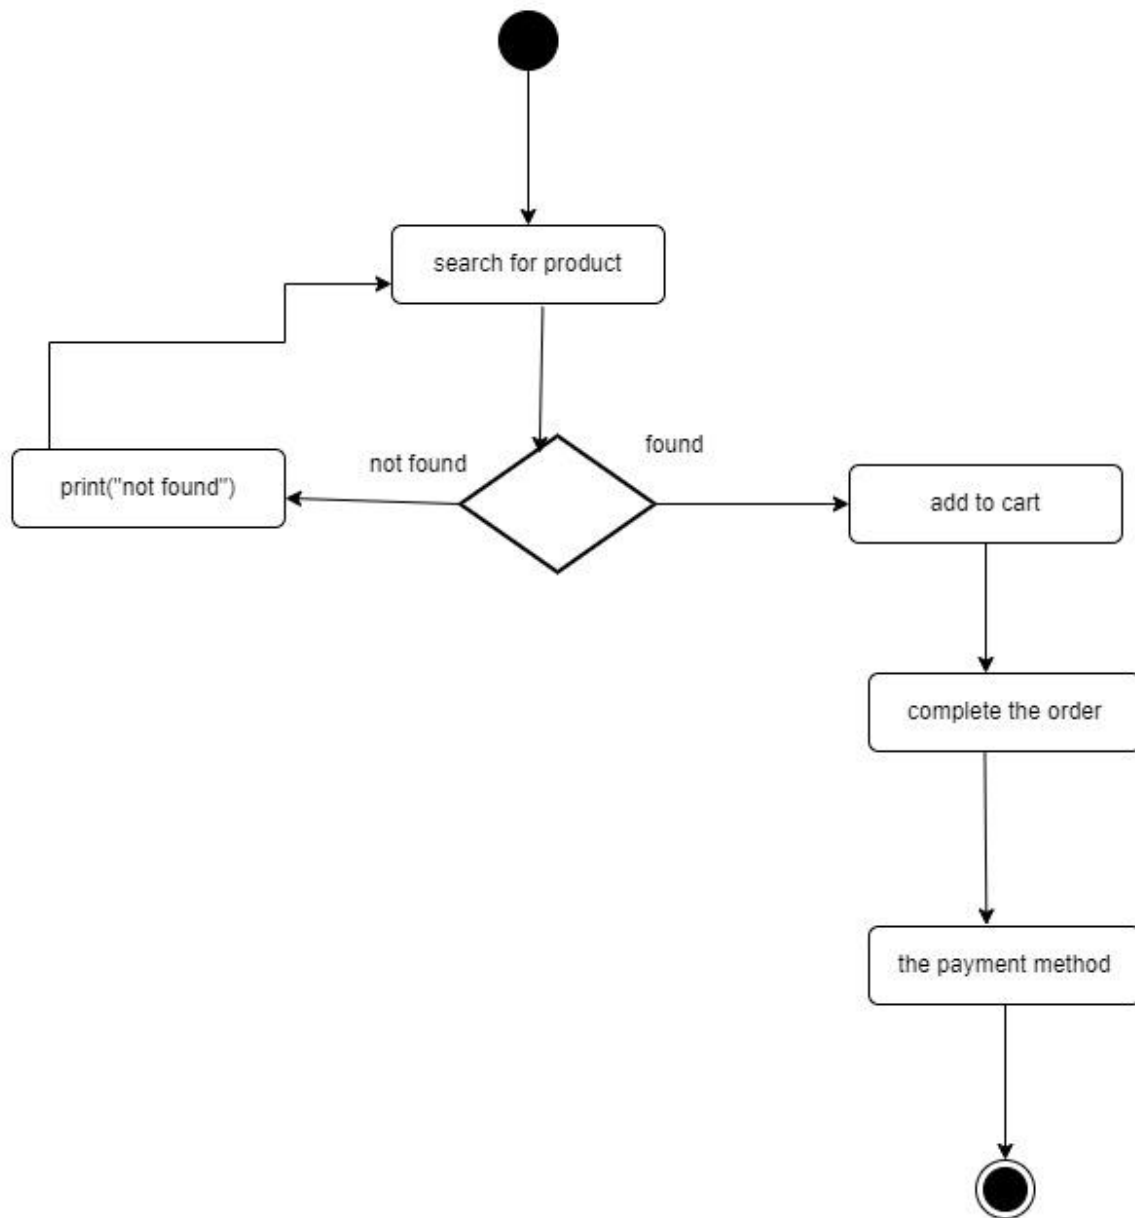 search for product
not found
found
print("not found")
add to cart
complete the order
the payment method